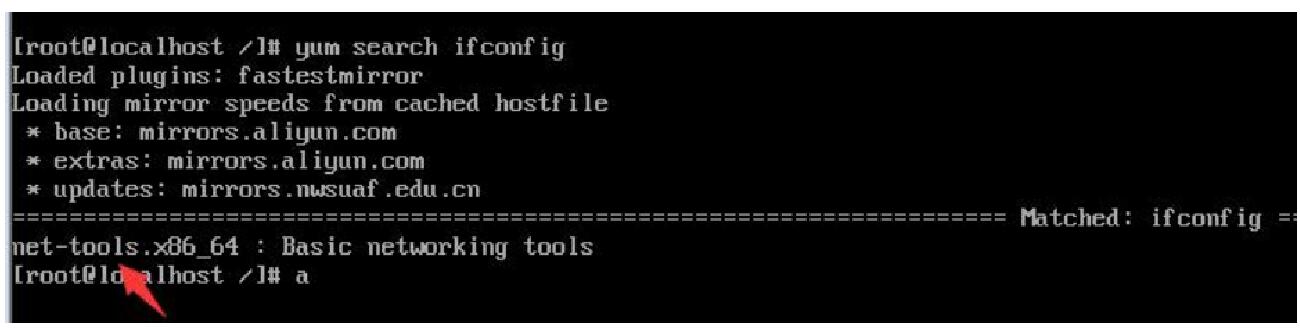 [root@localhost /]# yum search ifconfig
Loaded plugins: fastestmirror
Loading mirror speeds from cached hostfile
 * base: mirrors.aliyun.com
 * extras: mirrors.aliyun.com
 * updates: mirrors.nwsuaf.edu.cn
====================================================================== Matched: ifconfig ==
net-tools.x86_64 : Basic networking tools
[root@localhost /]# a